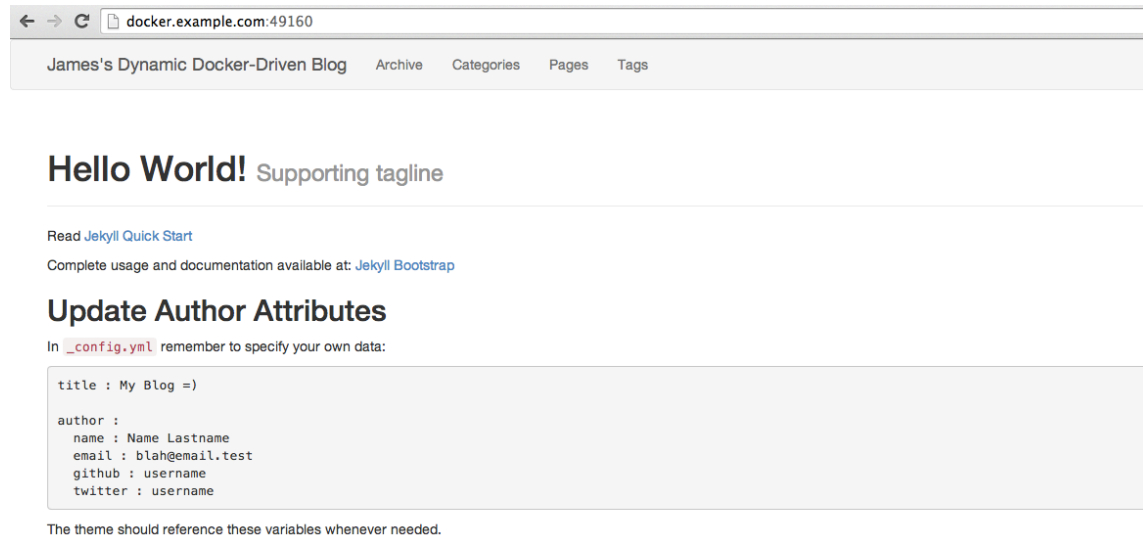 docker.example.com:49160
James's Dynamic Docker-Driven Blog Archive Categories Pages Tags
Hello World! Supporting tagline
Read Jekyll Quick Start
Complete usage and documentation available at: Jekyll Bootstrap
Update Author Attributes
In _config.yml remember to specify your own data:
title : My Blog =)
author :
name : Name Lastname
email : blah@email.test
github : username
twitter : username
The theme should reference these variables whenever needed.